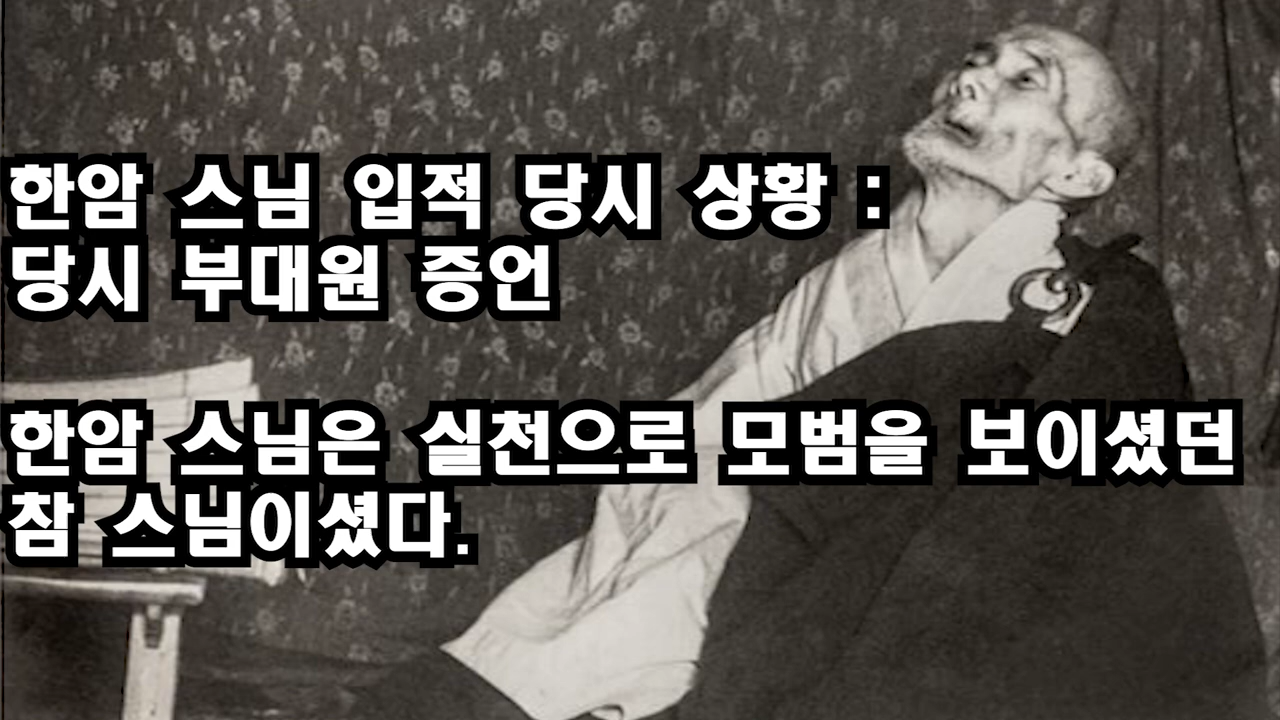 한암 스님 입적 당시 상황 :
당시 부대원 증언
한암 스님은 실천으로 모범을 보이셨던
참 스님이셨다.